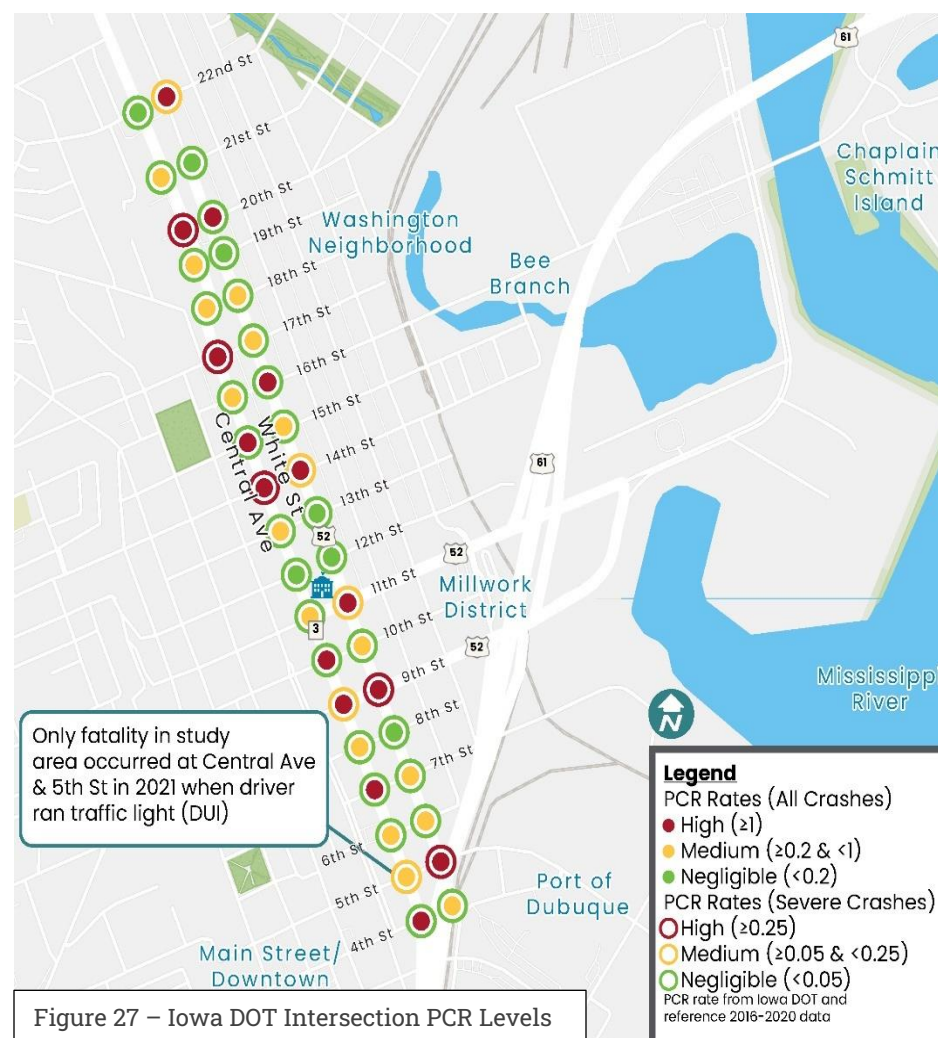 61
22nd St
21st St
Chaplain
Schmitt
Island
20th St
Washington
Neighborhood
19th St
Bee
Branch
18th St
17th St
16th St
15th St
White St
Central Ave
14th St
61
13th St
52
12th St
52
11th St
Millwork
District
3
10th St
52
9th St
Mississipp
River
8th St
N
7th St
Only fatality in study
area occurred at Central Ave
& 5th St in 2021 when driver
ran traffic light (DUI)
6th St
5th St
Port of
Dubuque
4th St
Main Street/
Downtown
Legend
PCR Rates (All Crashes)
High (≥1)
Medium (≥0.2 & <1)
Negligible (<0.2)
PCR Rates (Severe Crashes)
High (≥0.25)
Medium (≥0.05 & <0.25)
Negligible (<0.05)
PCR rate from Iowa DOT and
reference 2016-2020 data
Figure 27 – Iowa DOT Intersection PCR Levels